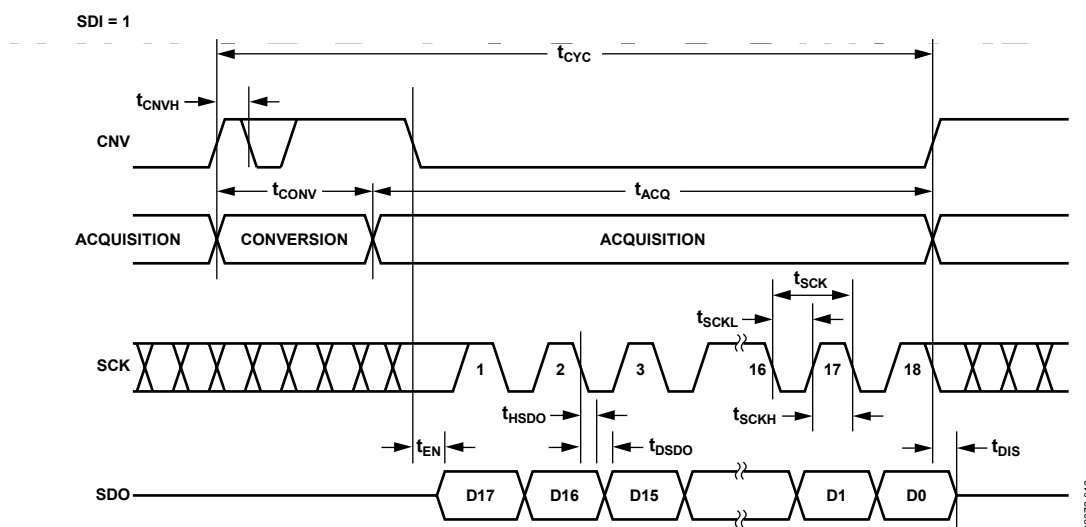 SDI = 1
tCYC
tCNVH
CNV
tCONV
tACQ
ACQUISITION
CONVERSION
ACQUISITION
tSCK
tSCKL
SCK
1
2
3
16
17
18
tHSDO
tSCKH
tEN
tDSDO
tDIS
SDO
D17
D16
D15
D1
D0